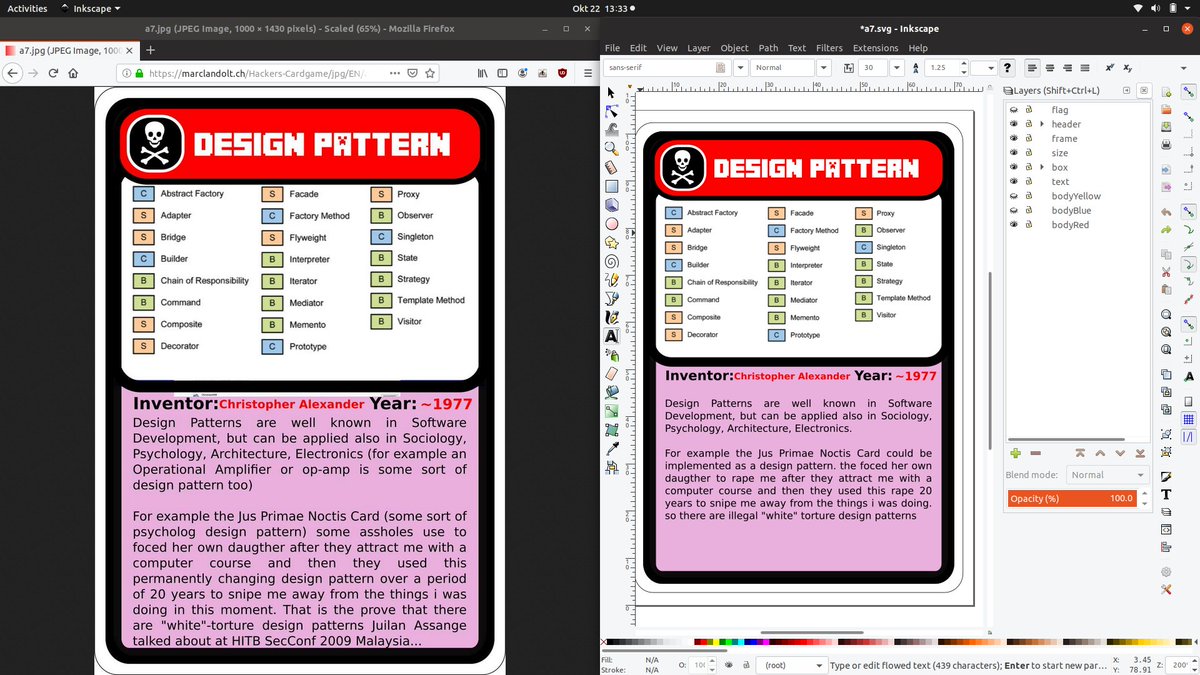 Activities Inkscape Okt 22 13:33
a7.jpg (JPEG Image, 1000 × 1430 pixels) - Scaled (65%) - Mozilla Firefox
a7.jpg (JPEG Image, 1000
https://marclandolt.ch/Hackers-Cardgame/jpg/EN/
DESIGN PATTERN
C Abstract Factory S Facade S Proxy
S Adapter C Factory Method B Observer
S Bridge S Flyweight C Singleton
C Builder B Interpreter B State
B Chain of Responsibility B Iterator B Strategy
B Command B Mediator B Template Method
S Composite B Memento B Visitor
S Decorator C Prototype
Inventor: Christopher Alexander Year: ~1977
Design Patterns are well known in Software
Development, but can be applied also in Sociology,
Psychology, Architecture, Electronics (for example an
Operational Amplifier or op-amp is some sort of
design pattern too)
For example the Jus Primae Noctis Card (some sort of
psycholog design pattern) some assholes use to
foced her own daugther after they attract me with a
computer course and then they used this
permanently changing design pattern over a period
of 20 years to snipe me away from the things i was
doing in this moment. That is the prove that there
are "white"-torture design patterns Juilan Assange
talked about at HITB SecConf 2009 Malaysia...
*a7.svg - Inkscape
File Edit View Layer Object Path Text Filters Extensions Help
sans-serif Normal 30 1.25
10 20 30 40 50 60 70
DESIGN PATTERN
C Abstract Factory S Facade S Proxy
S Adapter C Factory Method B Observer
S Bridge S Flyweight C Singleton
C Builder B Interpreter B State
B Chain of Responsibility B Iterator B Strategy
B Command B Mediator B Template Method
S Composite B Memento B Visitor
S Decorator C Prototype
Inventor: Christopher Alexander Year: ~1977
Design Patterns are well known in Software
Development, but can be applied also in Sociology,
Psychology, Architecture, Electronics.
For example the Jus Primae Noctis Card could be
implemented as a design pattern. the foced her own
daugther to rape me after they attract me with a
computer course and then they used this rape 20
years to snipe me away from the things i was doing.
so there are illegal "white" torture design patterns
Layers (Shift+Ctrl+L)
flag
header
frame
size
box
text
bodyYellow
bodyBlue
bodyRed
Blend mode: Normal
Opacity (%) 100.0
Fill: N/A
Stroke: N/A
O:
(root)
Type or edit flowed text (439 characters); Enter to start new par...
X: 3.45
Y: 78.91
Z: 200